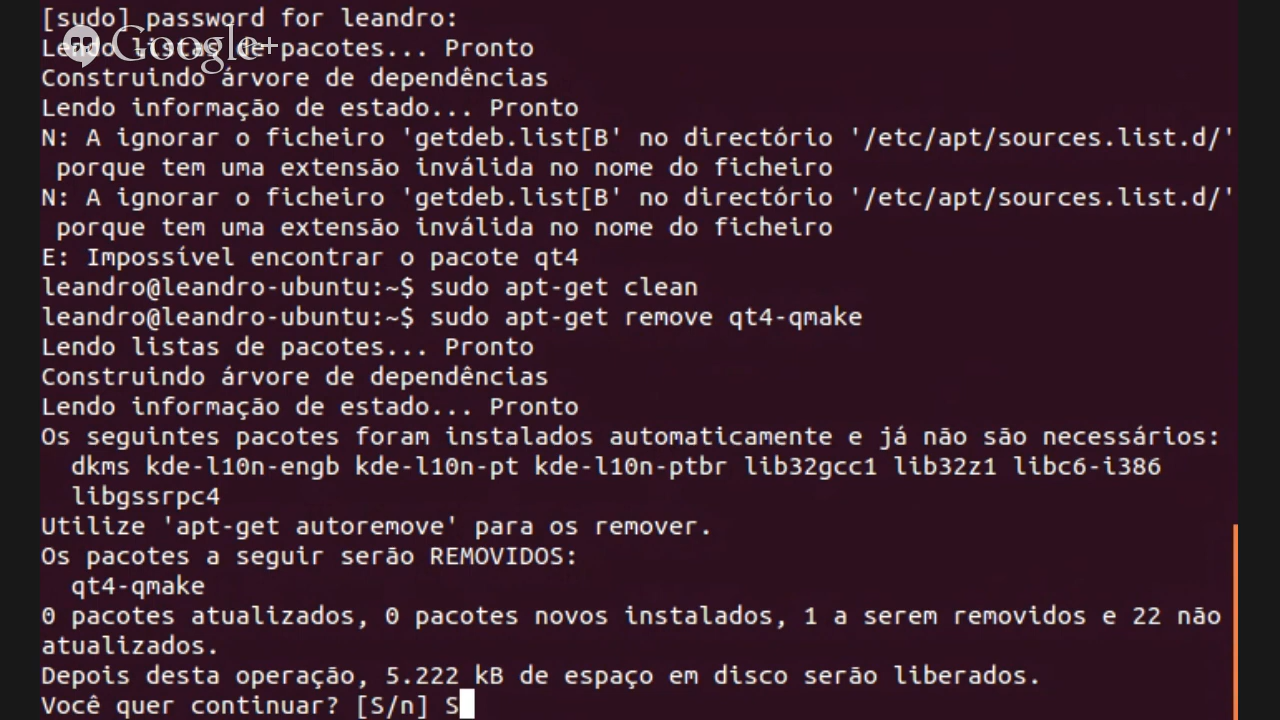 [sudo] password for leandro:
Google+
Lendo listas de pacotes... Pronto
Construindo árvore de dependências
Lendo informação de estado... Pronto
N: A ignorar o ficheiro 'getdeb.list[B' no directório '/etc/apt/sources.list.d/'
porque tem uma extensão inválida no nome do ficheiro
N: A ignorar o ficheiro 'getdeb.list[B' no directório '/etc/apt/sources.list.d/'
porque tem uma extensão inválida no nome do ficheiro
E: Impossível encontrar o pacote qt4
leandro@leandro-ubuntu:~$ sudo apt-get clean
leandro@leandro-ubuntu:~$ sudo apt-get remove qt4-qmake
Lendo listas de pacotes... Pronto
Construindo árvore de dependências
Lendo informação de estado... Pronto
Os seguintes pacotes foram instalados automaticamente e já não são necessários:
dkms kde-l10n-engb kde-l10n-pt kde-l10n-ptbr lib32gcc1 lib32z1 libc6-i386
libgssrpc4
Utilize 'apt-get autoremove' para os remover.
Os pacotes a seguir serão REMOVIDOS:
qt4-qmake
0 pacotes atualizados, 0 pacotes novos instalados, 1 a serem removidos e 22 não
atualizados.
Depois desta operação, 5.222 kB de espaço em disco serão liberados.
Você quer continuar? [S/n] S